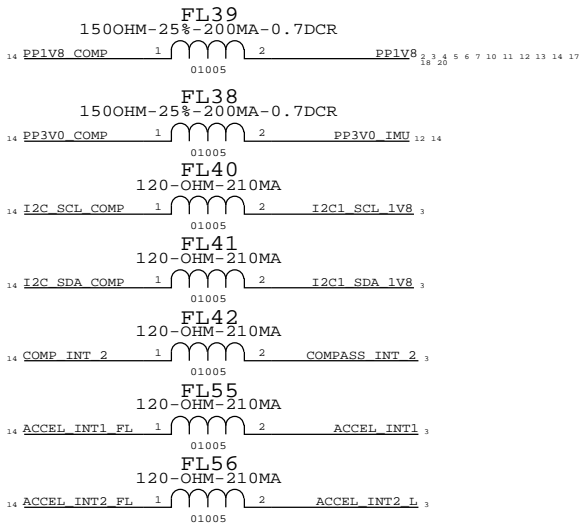 FL39
150OHM-25%-200MA-0.7DCR
14 PP1V8_COMP 1 2 PP1V8 2 3 4 5 6 7 10 11 12 13 14 17
18 20
01005
FL38
150OHM-25%-200MA-0.7DCR
14 PP3V0_COMP 1 2 PP3V0_IMU 12 14
01005
FL40
120-OHM-210MA
14 I2C_SCL_COMP 1 2 I2C1_SCL_1V8 3
01005
FL41
120-OHM-210MA
14 I2C_SDA_COMP 1 2 I2C1_SDA_1V8 3
01005
FL42
120-OHM-210MA
14 COMP_INT_2 1 2 COMPASS_INT_2 3
01005
FL55
120-OHM-210MA
14 ACCEL_INT1_FL 1 2 ACCEL_INT1 3
01005
FL56
120-OHM-210MA
14 ACCEL_INT2_FL 1 2 ACCEL_INT2_L 3
01005